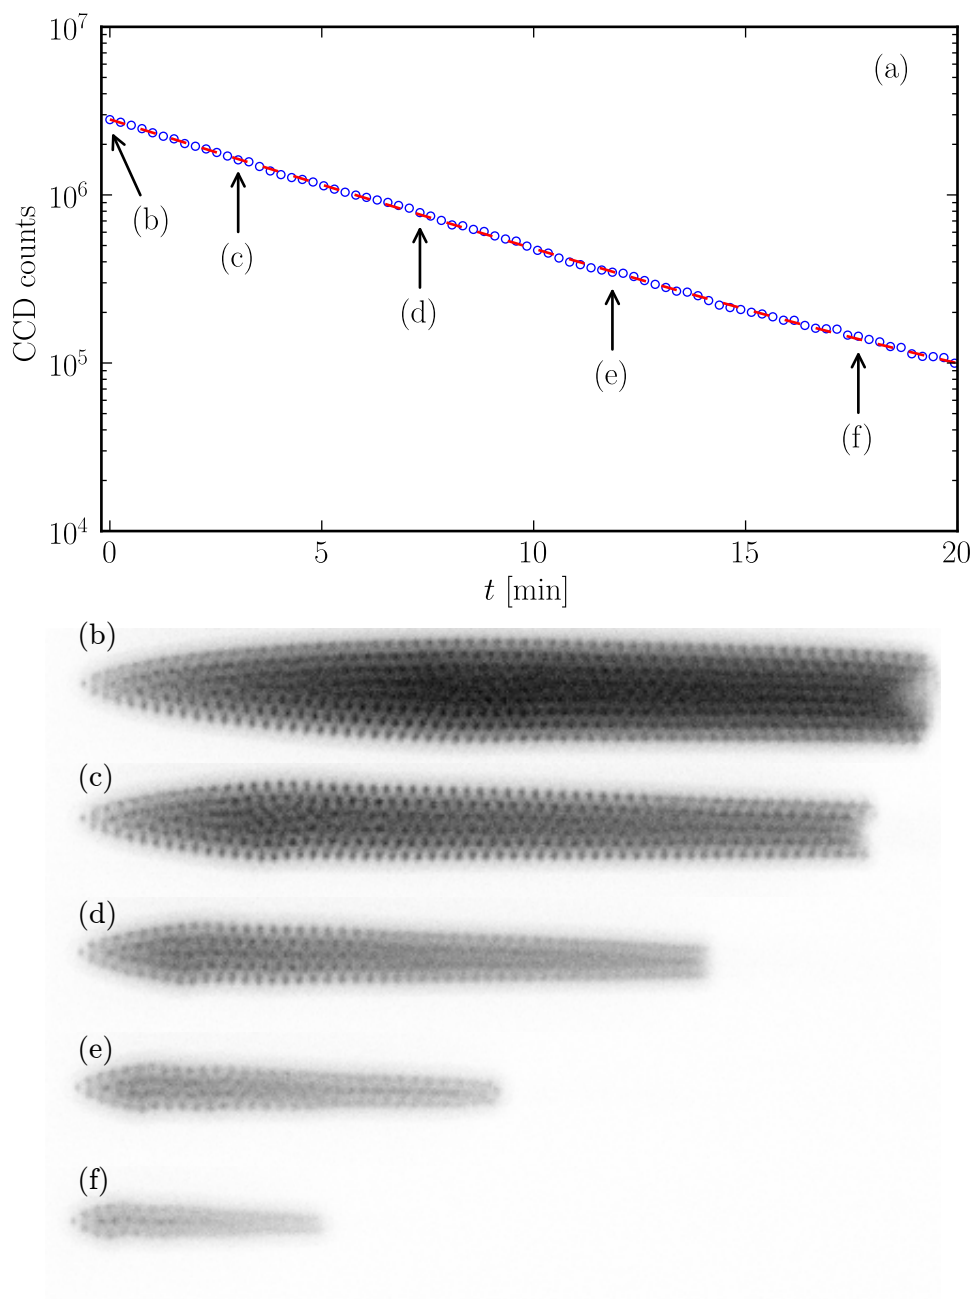 10^7
(a)
10^6
(b)
(c)
(d)
(e)
10^5
(f)
10^4
CCD counts
0 5 10 15 20
t [min]
(b)
(c)
(d)
(e)
(f)